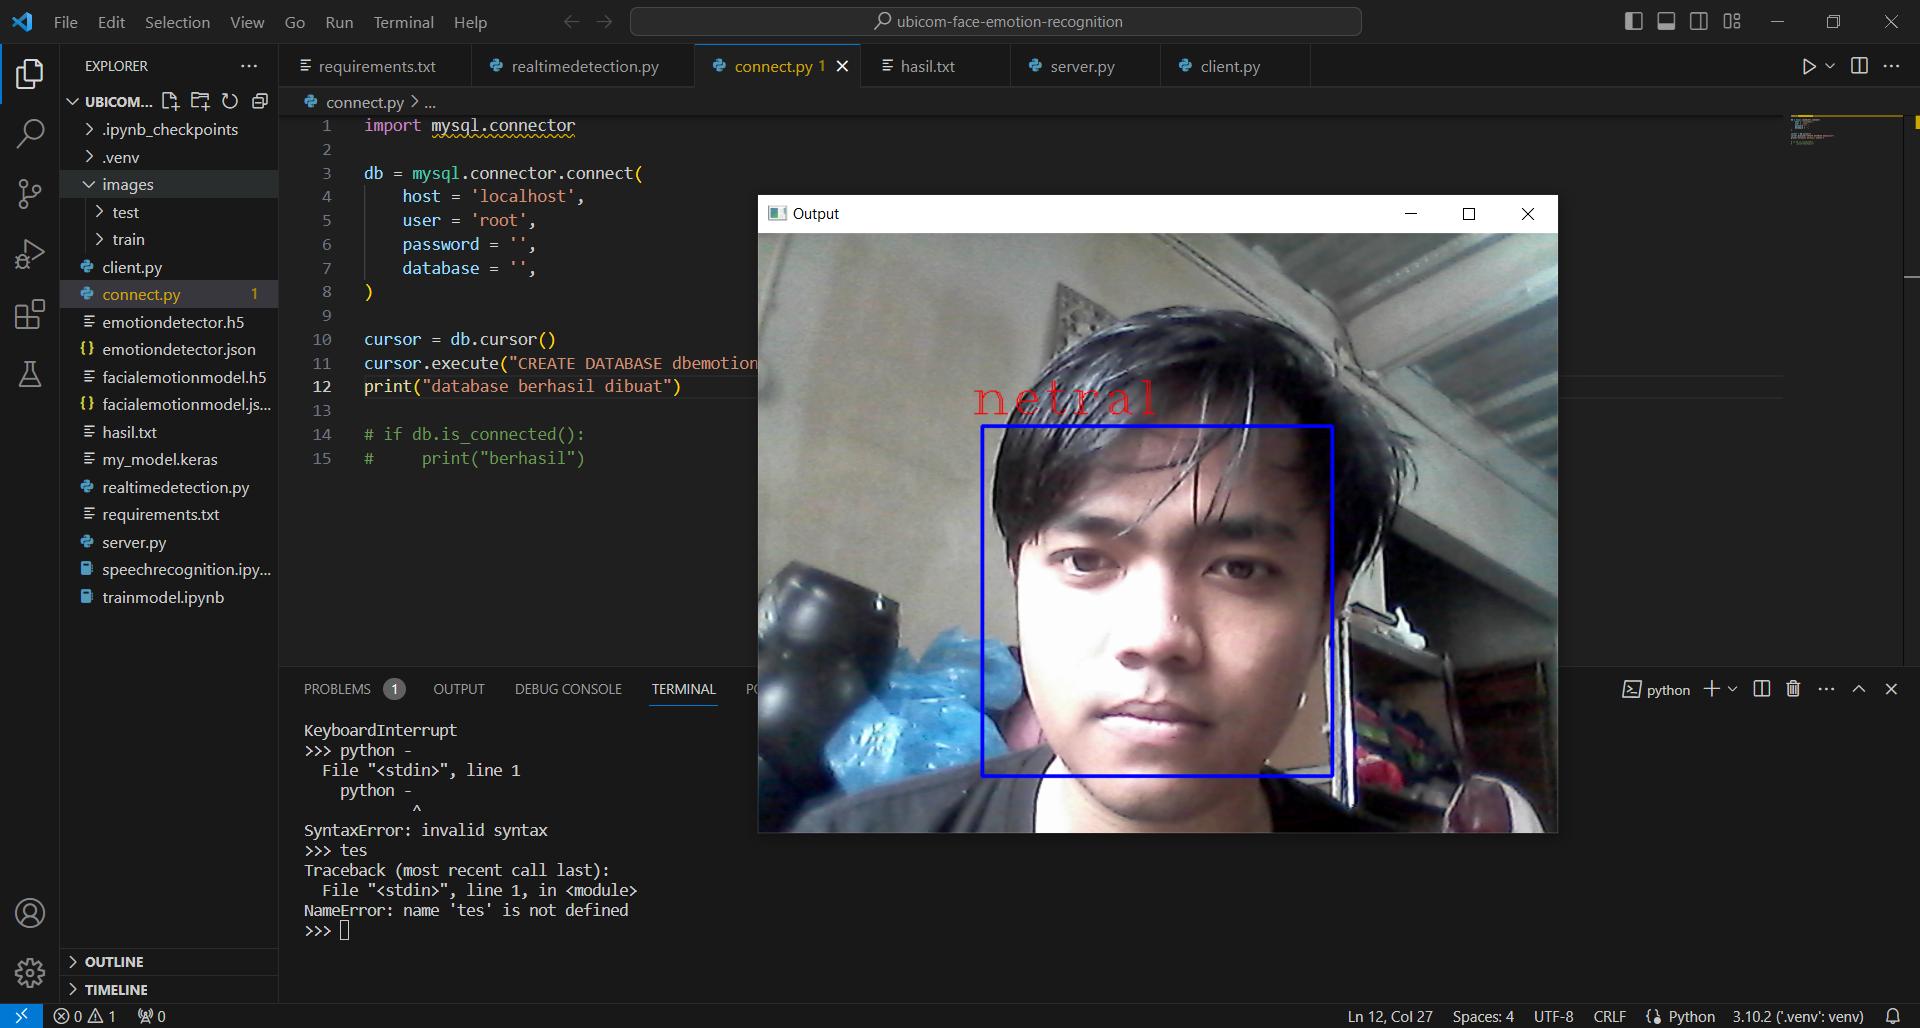 File Edit Selection View Go Run Terminal Help
ubicom-face-emotion-recognition
EXPLORER
UBICOM...
.ipynb_checkpoints
.venv
images
test
train
client.py
connect.py 1
emotiondetector.h5
emotiondetector.json
facialemotionmodel.h5
facialemotionmodel.js...
hasil.txt
my_model.keras
realtimedetection.py
requirements.txt
server.py
speechrecognition.ipy...
trainmodel.ipynb
OUTLINE
TIMELINE
requirements.txt realtimedetection.py connect.py 1 hasil.txt server.py client.py
connect.py > ...
1 import mysql.connector
2
3 db = mysql.connector.connect(
4 host = 'localhost',
5 user = 'root',
6 password = '',
7 database = '',
8 )
9
10 cursor = db.cursor()
11 cursor.execute("CREATE DATABASE dbemotion
12 print("database berhasil dibuat")
13
14 # if db.is_connected():
15 # print("berhasil")
Output
netral
PROBLEMS 1 OUTPUT DEBUG CONSOLE TERMINAL
python
KeyboardInterrupt
>>> python -
File "<stdin>", line 1
python -
^
SyntaxError: invalid syntax
>>> tes
Traceback (most recent call last):
File "<stdin>", line 1, in <module>
NameError: name 'tes' is not defined
>>>
0 1 0
Ln 12, Col 27 Spaces: 4 UTF-8 CRLF Python 3.10.2 ('.venv': venv)